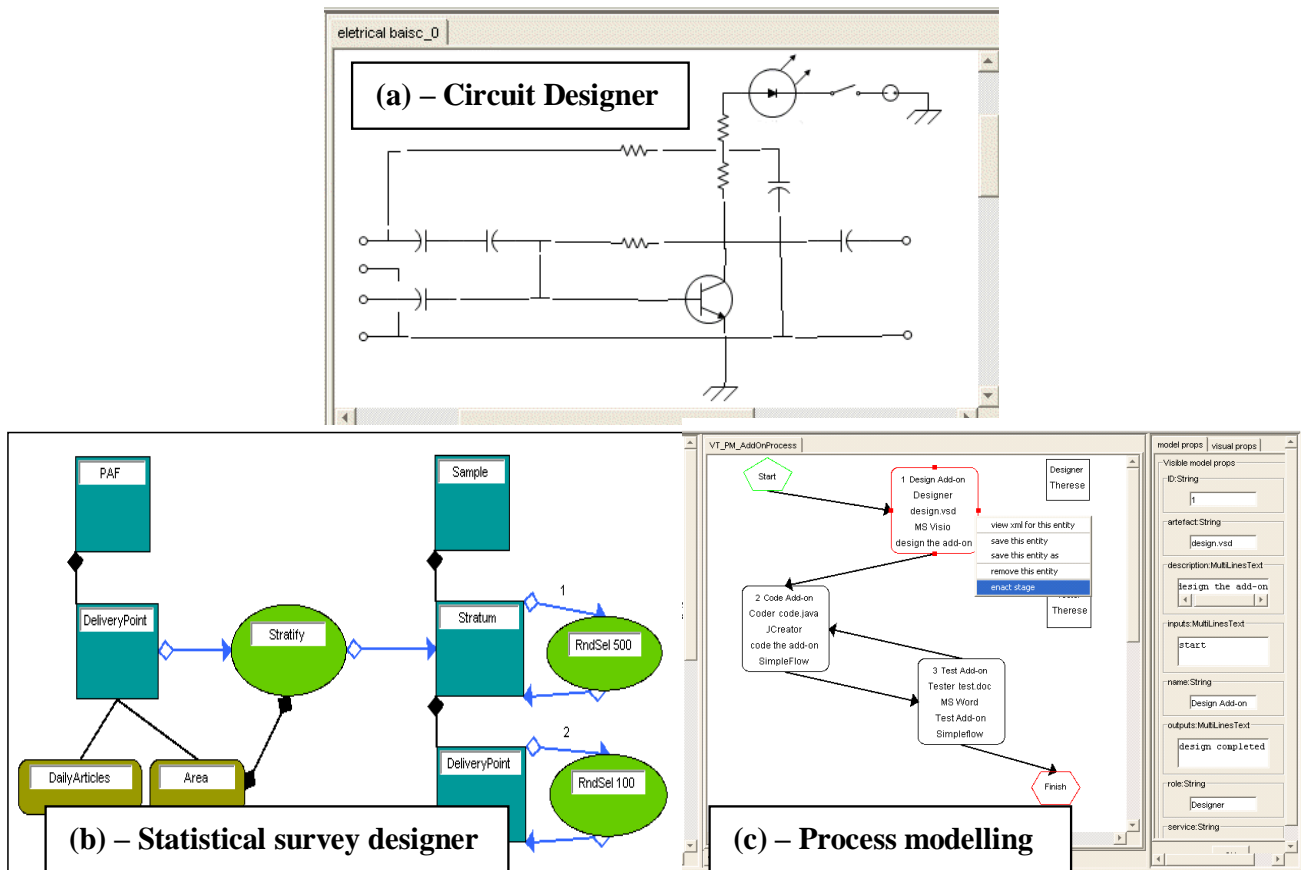 eletrical baisc_0
(a) – Circuit Designer
PAF
Sample
DeliveryPoint
Stratify
Stratum
1
RndSel 500
DeliveryPoint
2
RndSel 100
DailyArticles
Area
(b) – Statistical survey designer
VT_PM_AddOnProcess
Start
1 Design Add-on
Designer
design.vsd
MS Visio
design the add-on
Designer
Therese
view xml for this entity
save this entity
save this entity as
remove this entity
enact stage
Therese
2 Code Add-on
Coder code.java
JCreator
code the add-on
SimpleFlow
3 Test Add-on
Tester test.doc
MS Word
Test Add-on
Simpleflow
Finish
(c) – Process modelling
model props
visual props
Visible model props
ID:String
1
artefact:String
design.vsd
description:MultiLinesText
design the add-on
inputs:MultiLinesText
start
name:String
Design Add-on
outputs:MultiLinesText
design completed
role:String
Designer
service:String